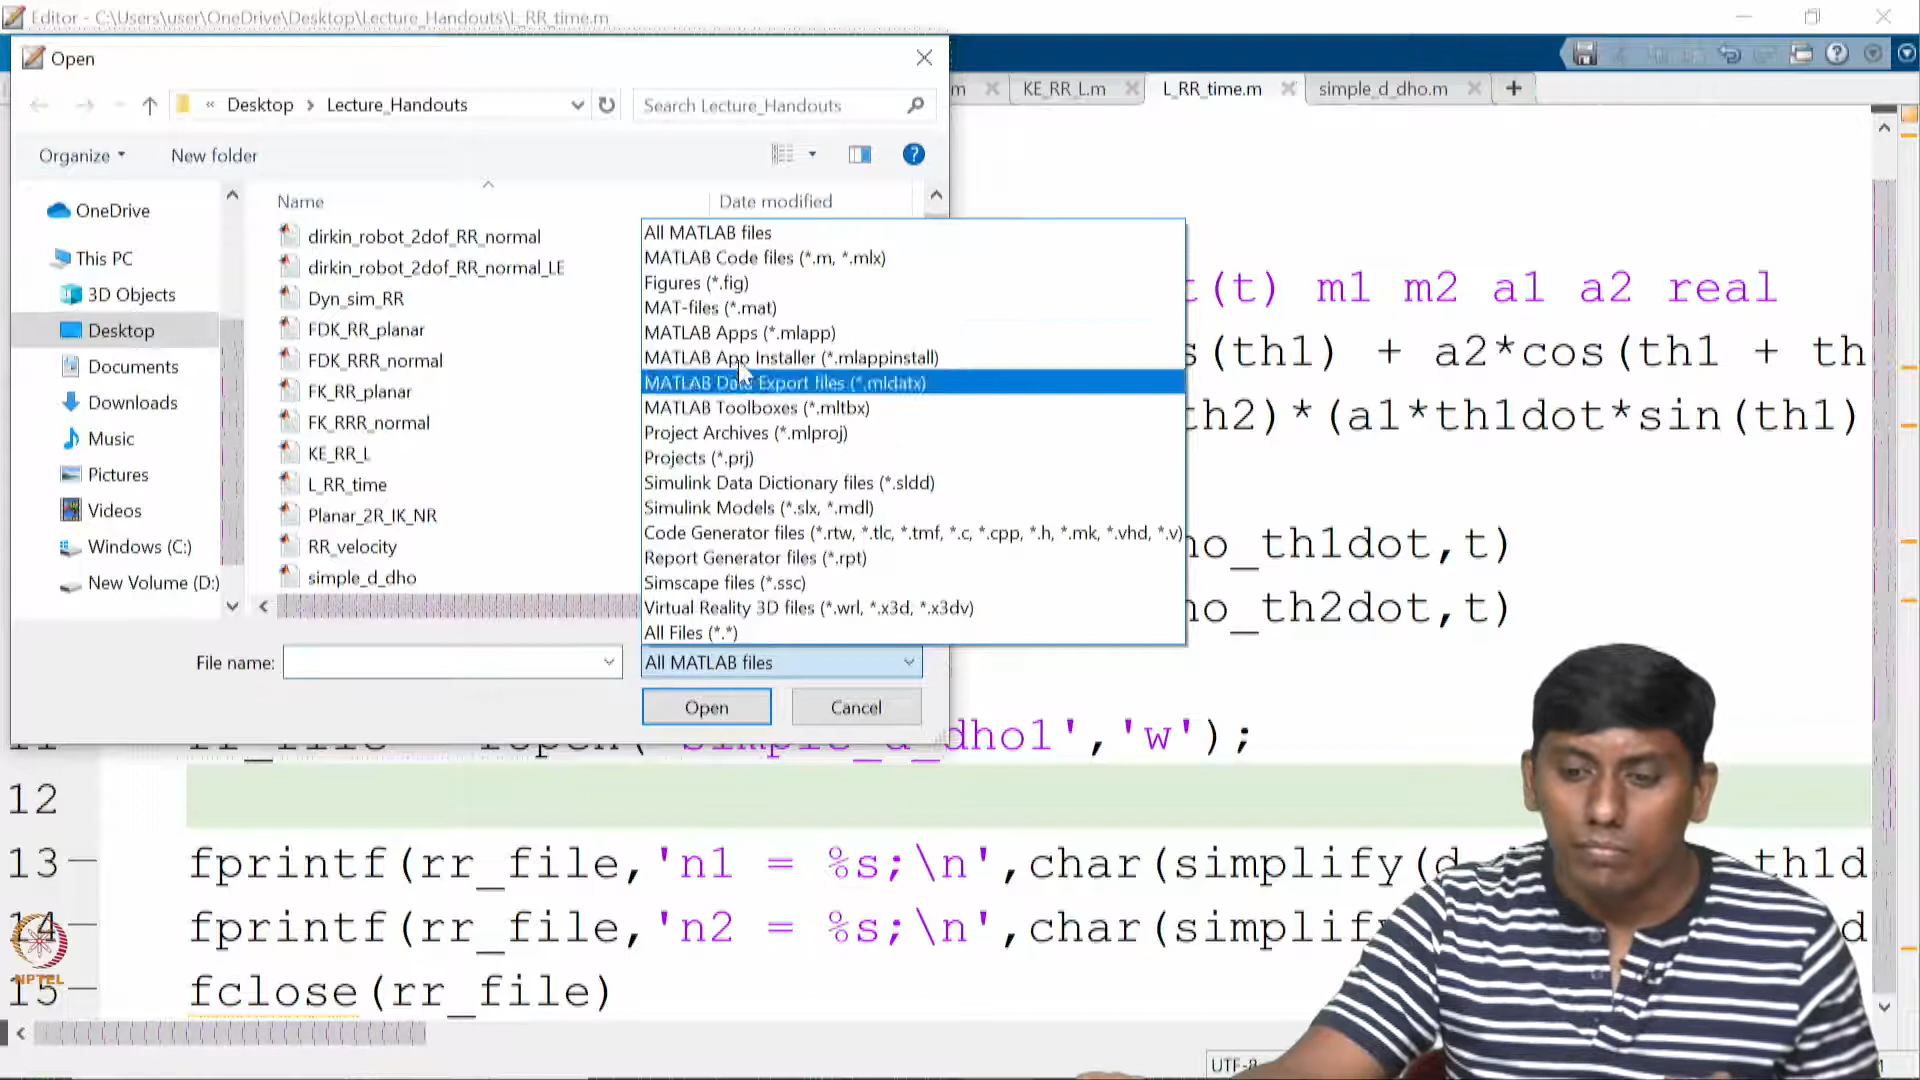 Editor - C:\Users\user\OneDrive\Desktop\Lecture_Handouts\L_RR_time.m
Open
m
KE_RR_L.m
L_RR_time.m
simple_d_dho.m
+
« Desktop > Lecture_Handouts
Search Lecture_Handouts
Organize
New folder
Name
Date modified
OneDrive
This PC
3D Objects
Desktop
Documents
Downloads
Music
Pictures
Videos
Windows (C:)
New Volume (D:)
dirkin_robot_2dof_RR_normal
dirkin_robot_2dof_RR_normal_LE
Dyn_sim_RR
FDK_RR_planar
FDK_RRR_normal
FK_RR_planar
FK_RRR_normal
KE_RR_L
L_RR_time
Planar_2R_IK_NR
RR_velocity
simple_d_dho
All MATLAB files
MATLAB Code files (*.m, *.mlx)
Figures (*.fig)
MAT-files (*.mat)
MATLAB Apps (*.mlapp)
MATLAB App Installer (*.mlappinstall)
MATLAB Data Export files (*.mldatx)
MATLAB Toolboxes (*.mltbx)
Project Archives (*.mlproj)
Projects (*.prj)
Simulink Data Dictionary files (*.sldd)
Simulink Models (*.slx, *.mdl)
Code Generator files (*.rtw, *.tlc, *.tmf, *.c, *.cpp, *.h, *.mk, *.vhd, *.v)
Report Generator files (*.rpt)
Simscape files (*.ssc)
Virtual Reality 3D files (*.wrl, *.x3d, *.x3dv)
All Files (*.*)
File name:
All MATLAB files
Open
Cancel
t(t) m1 m2 a1 a2 real
s(th1) + a2*cos(th1 + th
th2)*(a1*th1dot*sin(th1)
ho_th1dot,t)
ho_th2dot,t)
dho1','w');
12
13 fprintf(rr_file,'n1 = %s;\n',char(simplify(d th1d
14 fprintf(rr_file,'n2 = %s;\n',char(simplify d
15 fclose(rr_file)
NPTEL
UTF-8